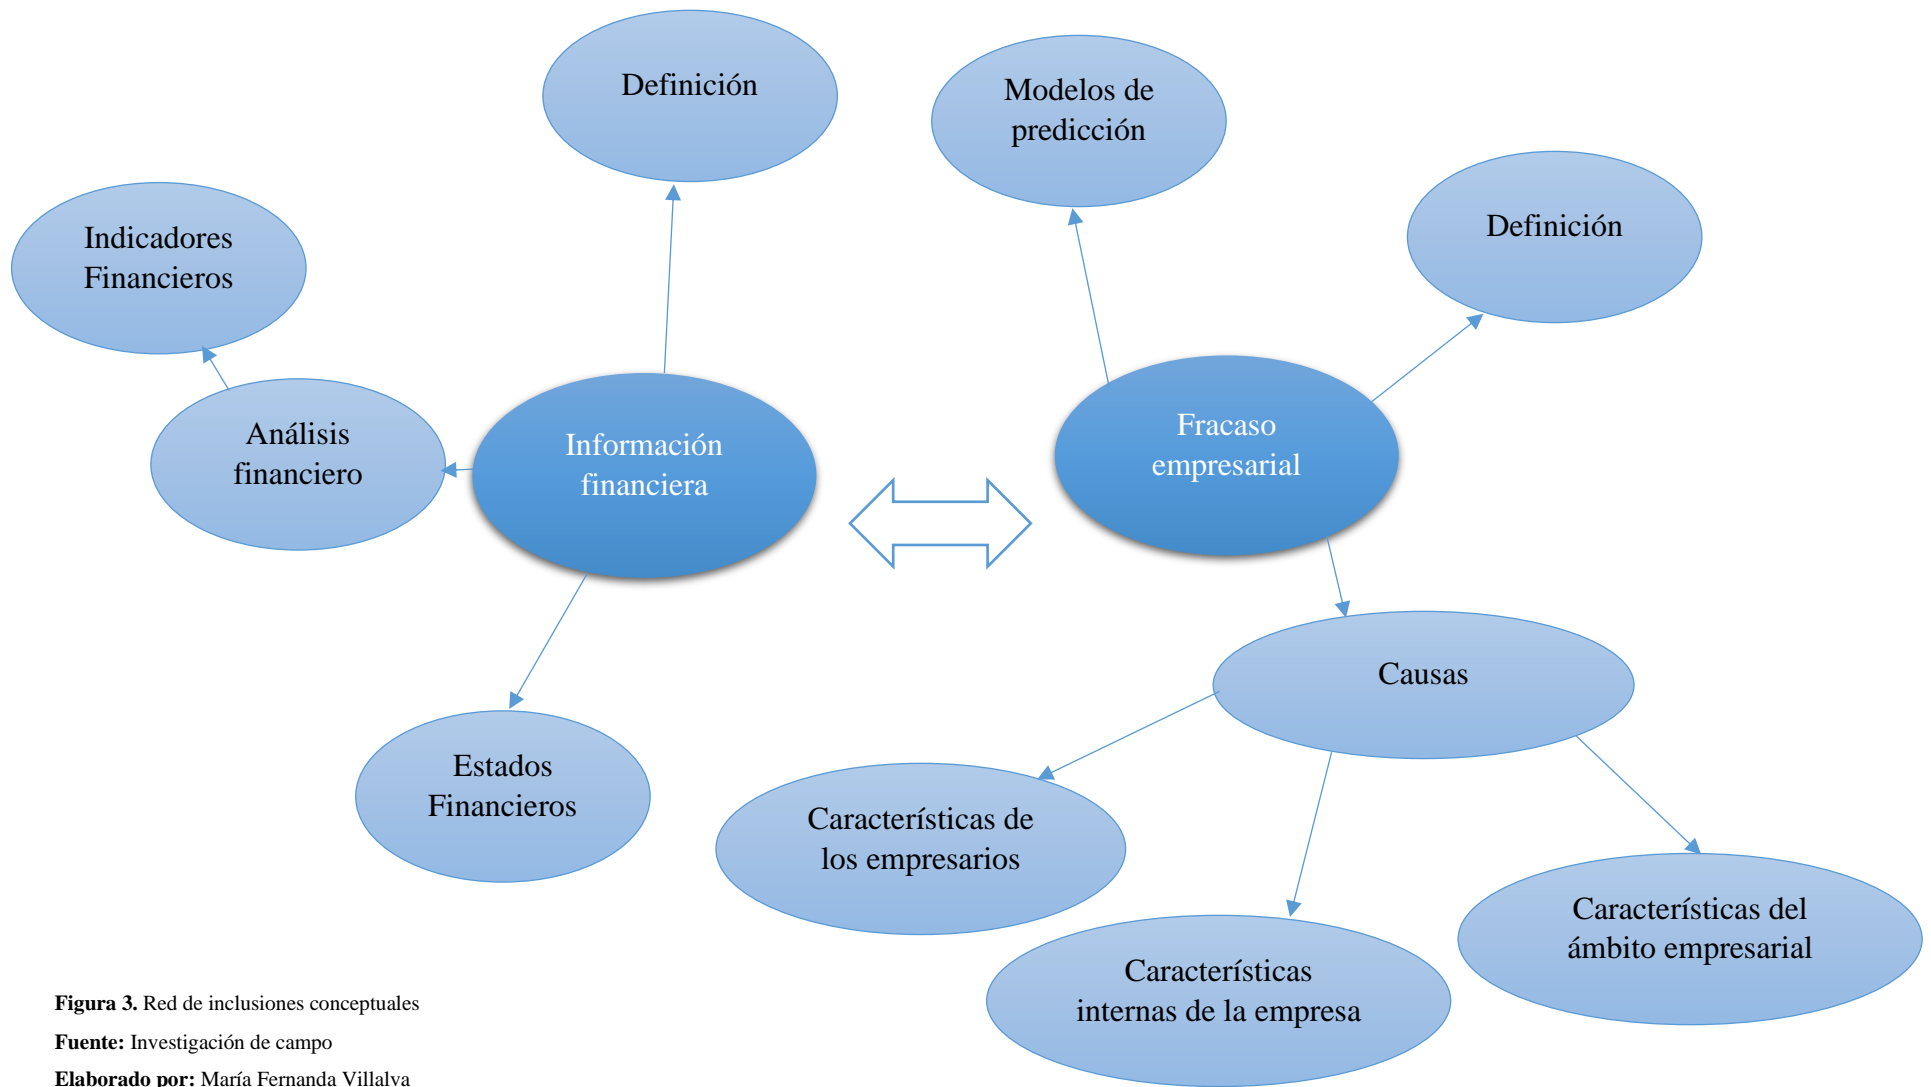 Definición
Modelos de
predicción
Definición
Indicadores
Financieros
Análisis
financiero
Información
financiera
Fracaso
empresarial
Causas
Estados
Financieros
Características de
los empresarios
Características
internas de la empresa
Características del
ámbito empresarial
Figura 3. Red de inclusiones conceptuales
Fuente: Investigación de campo
Elaborado por: María Fernanda Villalva